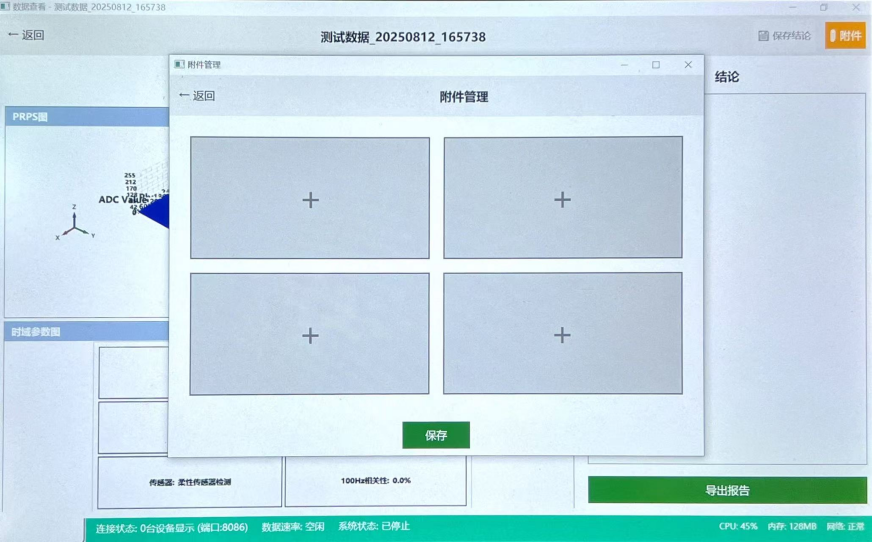 数据查看 - 测试数据_20250812_165738
← 返回
测试数据_20250812_165738
保存结论
附件
附件管理
← 返回
附件管理
结论
PRPS图
255
212
170
ADC Value
42
0
Z
X
Y
+
+
+
+
时域参数图
保存
传感器: 柔性传感器检测
100Hz相关性: 0.0%
导出报告
连接状态: 0台设备显示 (端口:8086)
数据速率: 空闲
系统状态: 已停止
CPU: 45%
内存: 128MB
网络: 正常